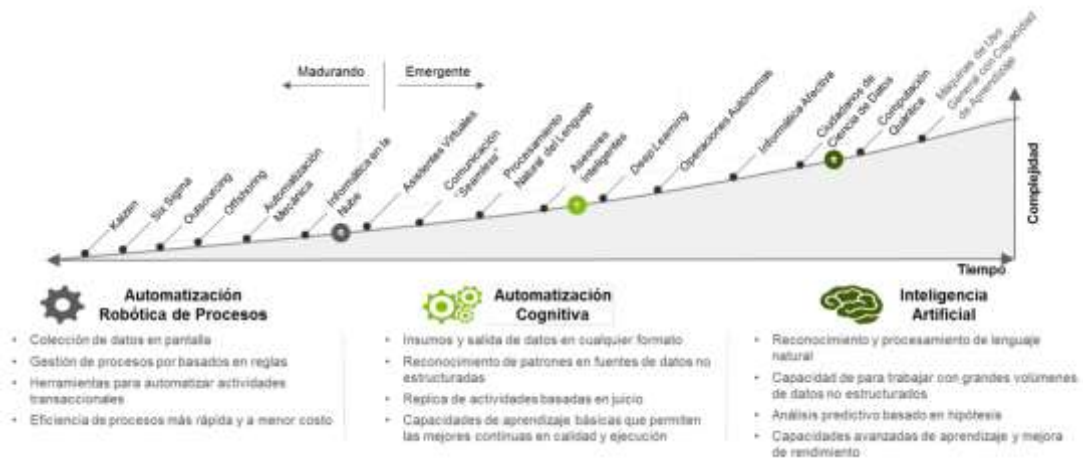 Madurando
Emergente
Kaizen
Six Sigma
Outsourcing
Offshoring
Automatización
Mecánica
Informática en la
Nube
Asistentes Virtuales
Comunicación
"Seamless"
Procesamiento
Natural del Lenguaje
Asesores
Inteligentes
Deep Learning
Operaciones Autónomas
Informática Afectiva
Ciudadanos de
Ciencia de Datos
Computación
Quántica
Máquinas de Uso
General con Capacidad
de Aprendizaje
Complejidad
Tiempo
Automatización
Robótica de Procesos
• Colección de datos en pantalla
• Gestión de procesos por basados en reglas
• Herramientas para automatizar actividades
transaccionales
• Eficiencia de procesos más rápida y a menor costo
Automatización
Cognitiva
• Insumos y salida de datos en cualquier formato
• Reconocimiento de patrones en fuentes de datos no
estructuradas
• Replica de actividades basadas en juicio
• Capacidades de aprendizaje básicas que permiten
las mejores continuas en calidad y ejecución
Inteligencia
Artificial
• Reconocimiento y procesamiento de lenguaje
natural
• Capacidad de para trabajar con grandes volúmenes
de datos no estructurados
• Análisis predictivo basado en hipótesis
• Capacidades avanzadas de aprendizaje y mejora
de rendimiento